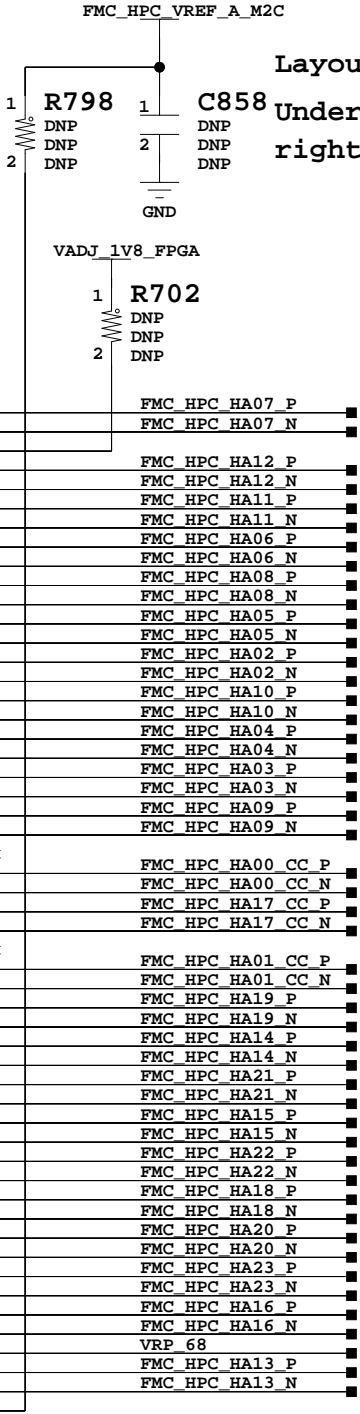 FMC_HPC_VREF_A_M2C
Layou
1 R798 1 C858 Under
DNP DNP
DNP 2 DNP right
2 DNP DNP
GND
VADJ_1V8_FPGA
1 R702
DNP
DNP
2 DNP
FMC_HPC_HA07_P
FMC_HPC_HA07_N
FMC_HPC_HA12_P
FMC_HPC_HA12_N
FMC_HPC_HA11_P
FMC_HPC_HA11_N
FMC_HPC_HA06_P
FMC_HPC_HA06_N
FMC_HPC_HA08_P
FMC_HPC_HA08_N
FMC_HPC_HA05_P
FMC_HPC_HA05_N
FMC_HPC_HA02_P
FMC_HPC_HA02_N
FMC_HPC_HA10_P
FMC_HPC_HA10_N
FMC_HPC_HA04_P
FMC_HPC_HA04_N
FMC_HPC_HA03_P
FMC_HPC_HA03_N
FMC_HPC_HA09_P
FMC_HPC_HA09_N
FMC_HPC_HA00_CC_P
FMC_HPC_HA00_CC_N
FMC_HPC_HA17_CC_P
FMC_HPC_HA17_CC_N
FMC_HPC_HA01_CC_P
FMC_HPC_HA01_CC_N
FMC_HPC_HA19_P
FMC_HPC_HA19_N
FMC_HPC_HA14_P
FMC_HPC_HA14_N
FMC_HPC_HA21_P
FMC_HPC_HA21_N
FMC_HPC_HA15_P
FMC_HPC_HA15_N
FMC_HPC_HA22_P
FMC_HPC_HA22_N
FMC_HPC_HA18_P
FMC_HPC_HA18_N
FMC_HPC_HA20_P
FMC_HPC_HA20_N
FMC_HPC_HA23_P
FMC_HPC_HA23_N
FMC_HPC_HA16_P
FMC_HPC_HA16_N
VRP_68
FMC_HPC_HA13_P
FMC_HPC_HA13_N